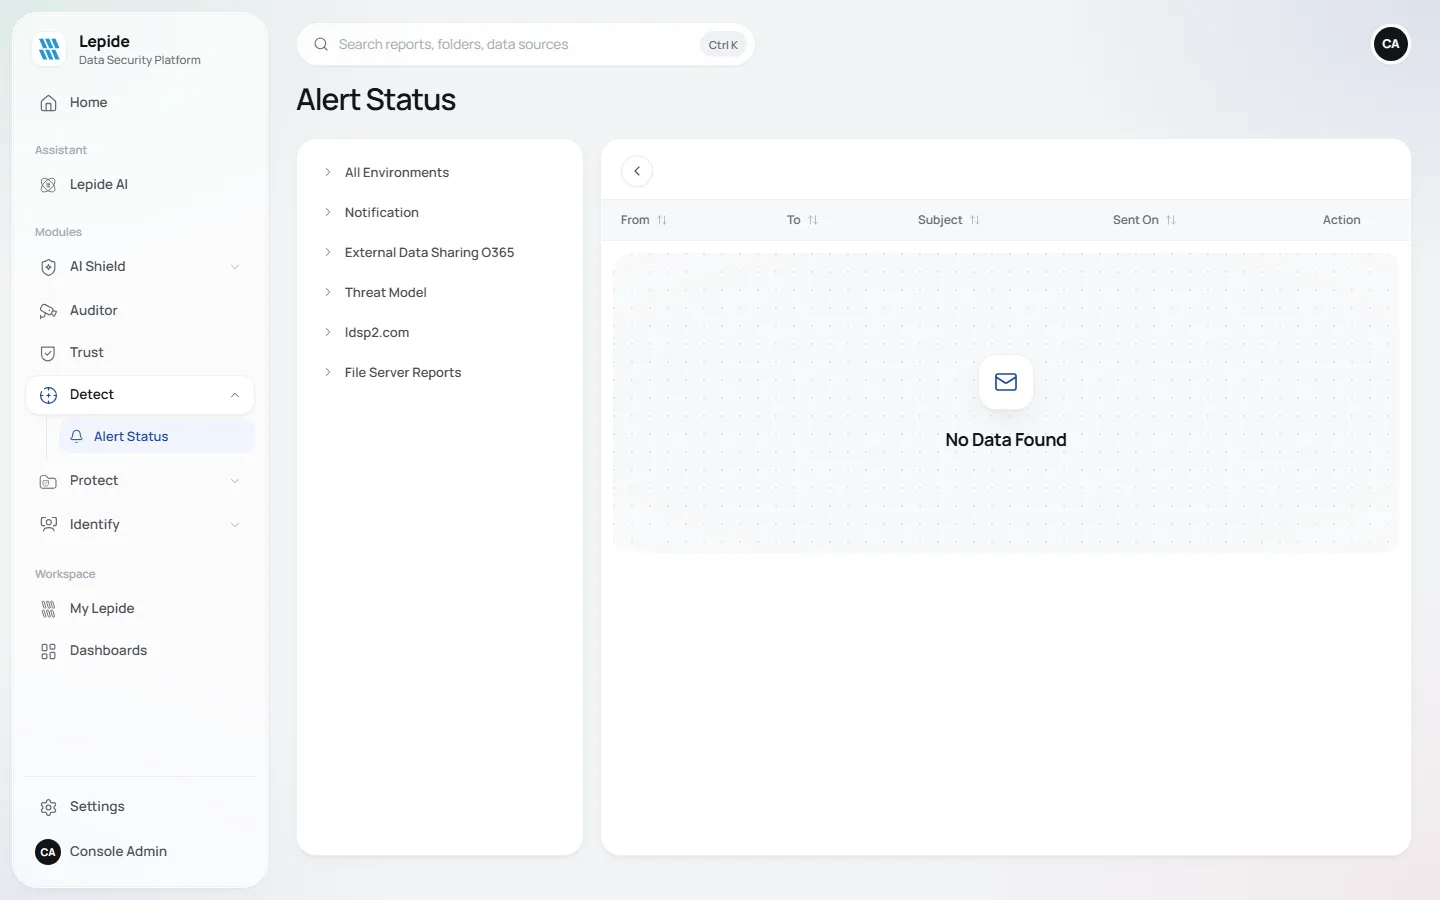 Lepide
Data Security Platform
Home
Assistant
Lepide AI
Modules
AI Shield
Auditor
Trust
Detect
Alert Status
Protect
Identify
Workspace
My Lepide
Dashboards
Settings
CA Console Admin
Search reports, folders, data sources Ctrl K
CA
Alert Status
All Environments
Notification
External Data Sharing O365
Threat Model
ldsp2.com
File Server Reports
From To Subject Sent On Action
No Data Found